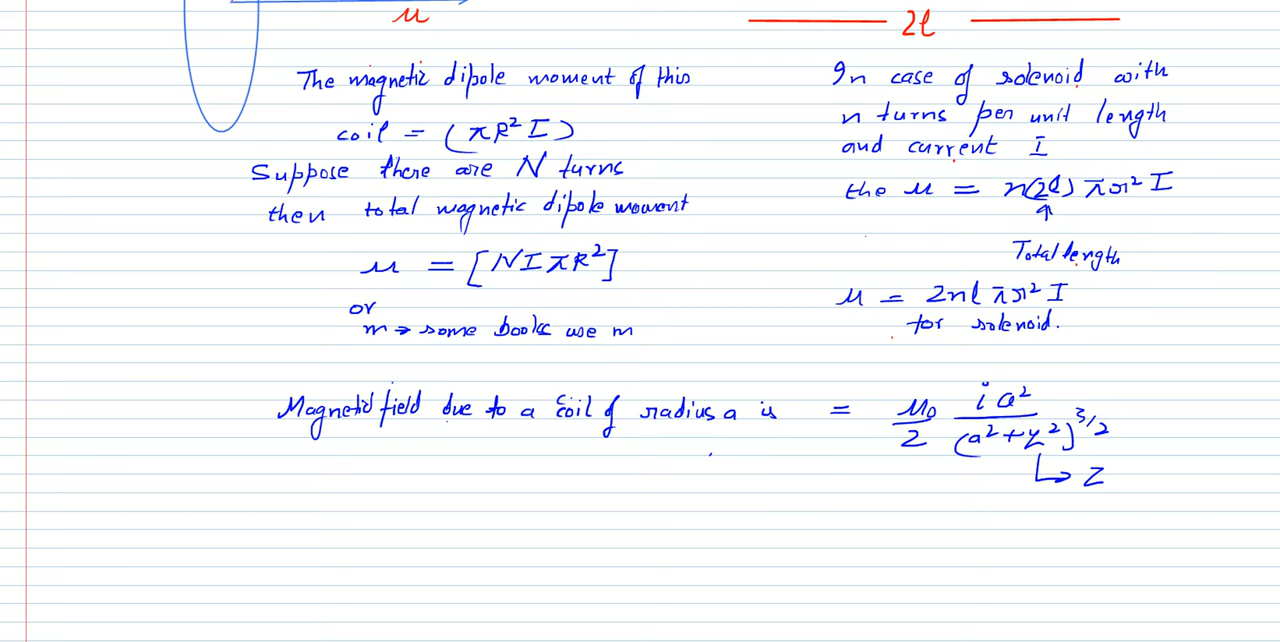 μ
2l
The magnetic dipole moment of this
coil = (πR² I)
Suppose there are N turns
then total magnetic dipole moment
μ = [NIπR²]
or
m → some books use m
In case of solenoid with
n turns per unit length
and current I
the μ = n(2l) πr² I
↑
Total length
μ = 2nl πr² I
for solenoid.
Magnetic field due to a coil of radius a is = μ₀/2 i a²/(a² + z²)^3/2
↳ z